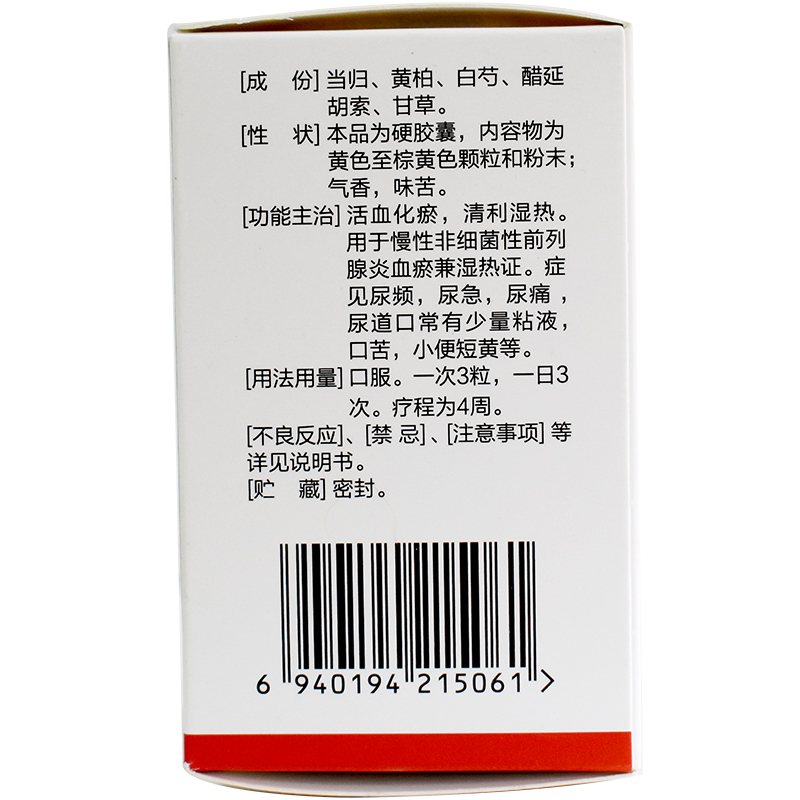 [成　份]当归、黄柏、白芍、醋延
胡索、甘草。
[性　状]本品为硬胶囊，内容物为
黄色至棕黄色颗粒和粉末；
气香，味苦。
[功能主治]活血化瘀，清利湿热。
用于慢性非细菌性前列
腺炎血瘀兼湿热证。症
见尿频，尿急，尿痛，
尿道口常有少量粘液，
口苦，小便短黄等。
[用法用量]口服。一次3粒，一日3
次。疗程为4周。
[不良反应]、[禁 忌]、[注意事项]等
详见说明书。
[贮　藏]密封。
6 940194 215061 >